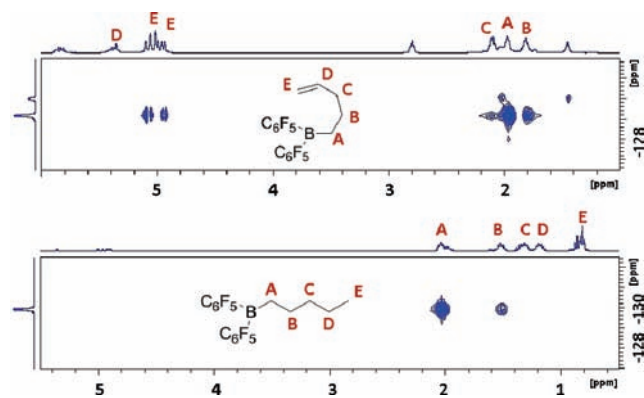 D E E C A B
[ppm]
E D C B A
C₆F₅ B
C₆F₅
-128
5 4 3 2 [ppm]
A B C D E
[ppm]
A C E
C₆F₅ B B D
C₆F₅
-130
-128
5 4 3 2 1 [ppm]